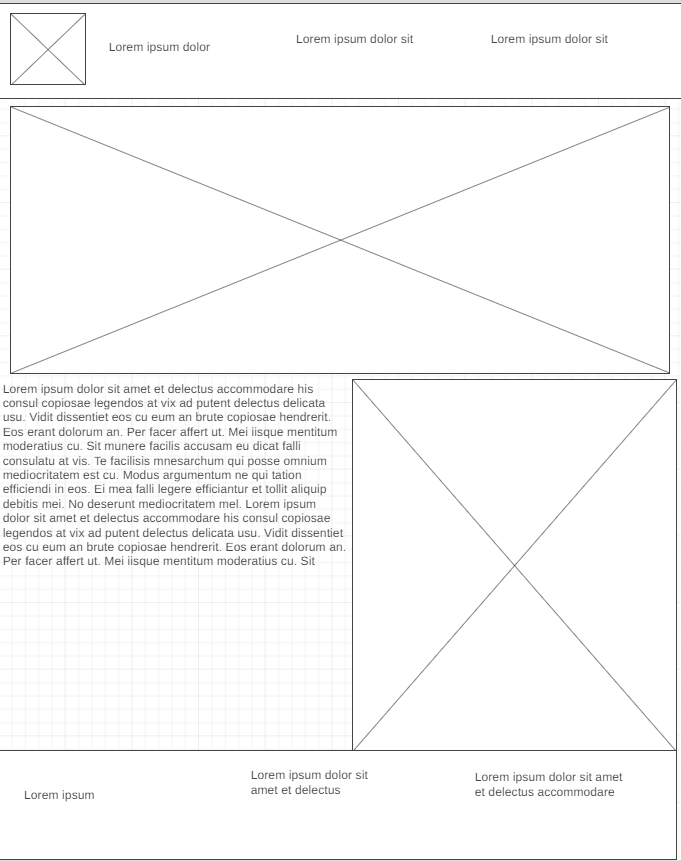 Lorem ipsum dolor
Lorem ipsum dolor sit
Lorem ipsum dolor sit
Lorem ipsum dolor sit amet et delectus accommodare his
consul copiosae legendos at vix ad putent delectus delicata
usu. Vidit dissentiet eos cu eum an brute copiosae hendrerit.
Eos erant dolorum an. Per facer affert ut. Mei iisque mentitum
moderatius cu. Sit munere facilis accusam eu dicat falli
consulatu at vis. Te facilisis mnesarchum qui posse omnium
mediocritatem est cu. Modus argumentum ne qui tation
efficiendi in eos. Ei mea falli legere efficiantur et tollit aliquip
debitis mei. No deserunt mediocritatem mel. Lorem ipsum
dolor sit amet et delectus accommodare his consul copiosae
legendos at vix ad putent delectus delicata usu. Vidit dissentiet
eos cu eum an brute copiosae hendrerit. Eos erant dolorum an.
Per facer affert ut. Mei iisque mentitum moderatius cu. Sit
Lorem ipsum
Lorem ipsum dolor sit
amet et delectus
Lorem ipsum dolor sit amet
et delectus accommodare